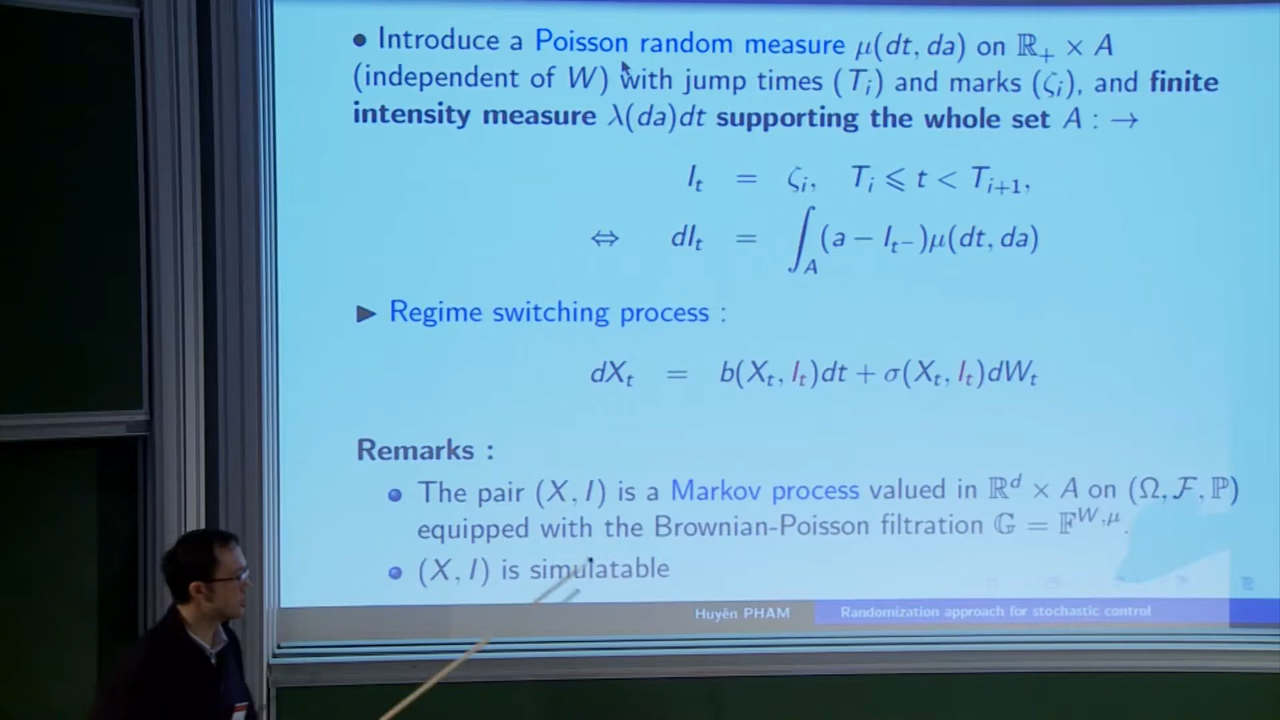 • Introduce a Poisson random measure μ(dt, da) on ℝ₊ × A
(independent of W) with jump times (Tᵢ) and marks (ζᵢ), and finite
intensity measure λ(da)dt supporting the whole set A : →
Iₜ = ζᵢ, Tᵢ ⩽ t < Tᵢ₊₁,
⇔ dIₜ = ∫_A (a − Iₜ₋)μ(dt, da)
► Regime switching process :
dXₜ = b(Xₜ, Iₜ)dt + σ(Xₜ, Iₜ)dWₜ
Remarks :
• The pair (X, I) is a Markov process valued in ℝᵈ × A on (Ω, ℱ, ℙ)
equipped with the Brownian-Poisson filtration 𝔾 = 𝔽^{W,μ}.
• (X, I) is simulatable
Huyên PHAM Randomization approach for stochastic control